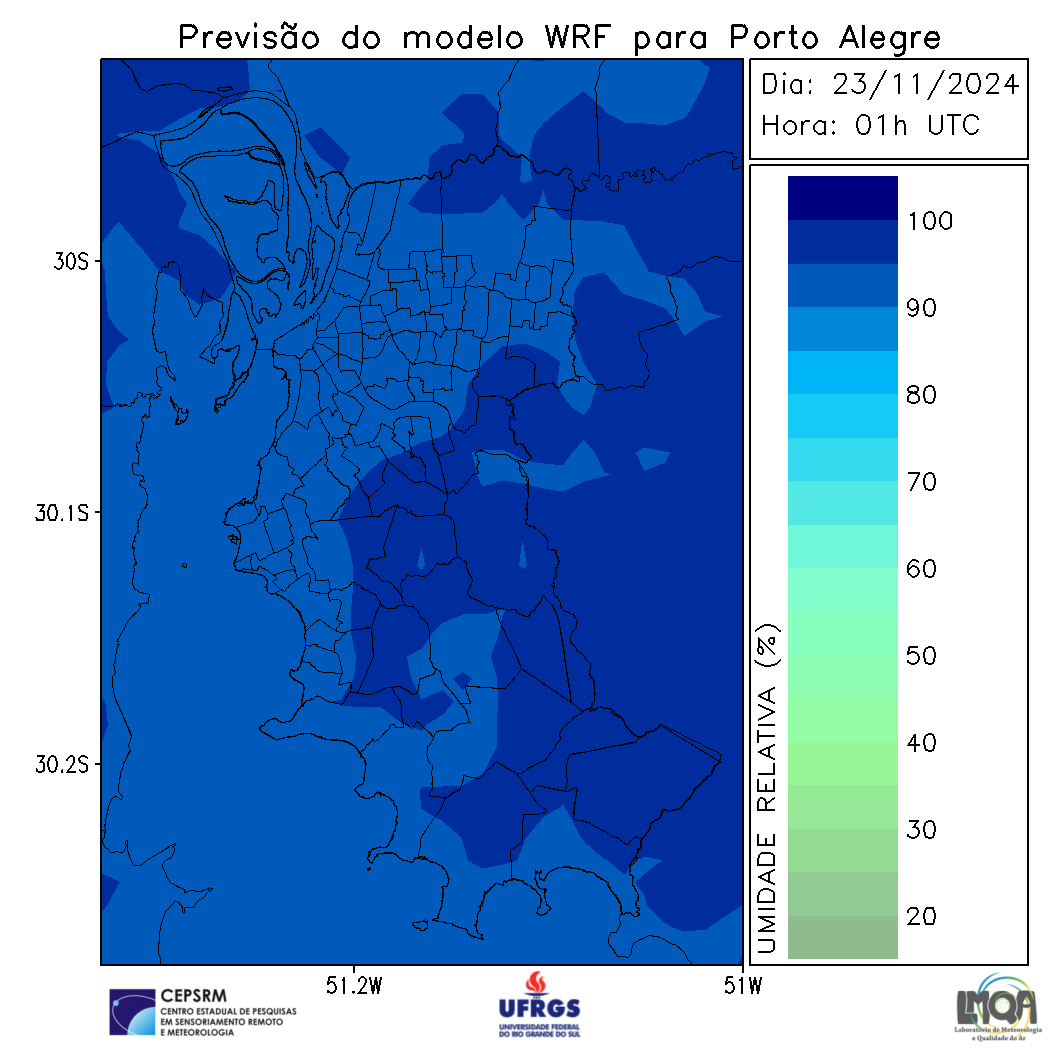 Previsão do modelo WRF para Porto Alegre
Dia: 23/11/2024
Hora: 01h UTC
30S
30.1S
30.2S
51.2W
51W
100
90
80
70
60
50
40
30
20
UMIDADE RELATIVA (%)
CEPSRM
CENTRO ESTADUAL DE PESQUISAS
EM SENSORIAMENTO REMOTO
E METEOROLOGIA
UFRGS
UNIVERSIDADE FEDERAL
DO RIO GRANDE DO SUL
LMQA
Laboratório de Meteorologia
e Qualidade do Ar